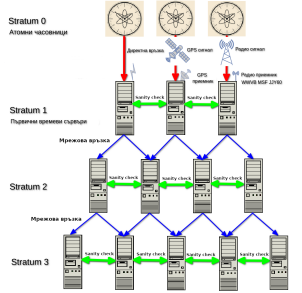 Stratum 0
Атомни часовници
Директна връзка
GPS сигнал
Радио сигнал
GPS
приемник
Радио приемник
WWVB MSF JJY60
Sanity check
Sanity check
Stratum 1
Първични времеви сървъри
Мрежова връзка
Sanity check
Sanity check
Sanity check
Stratum 2
Мрежова връзка
Sanity check
Sanity check
Sanity check
Sanity check
Stratum 3